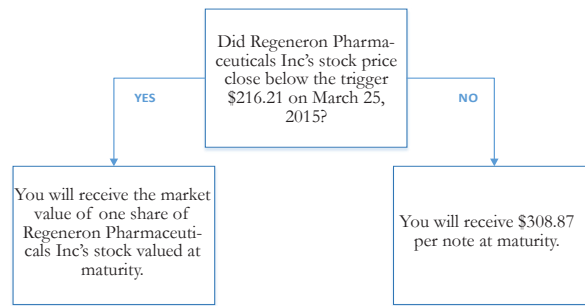 Did Regeneron Pharma-
ceuticals Inc's stock price
close below the trigger
$216.21 on March 25,
2015?
YES
NO
You will receive the market
value of one share of
Regeneron Pharmaceuti-
cals Inc's stock valued at
maturity.
You will receive $308.87
per note at maturity.